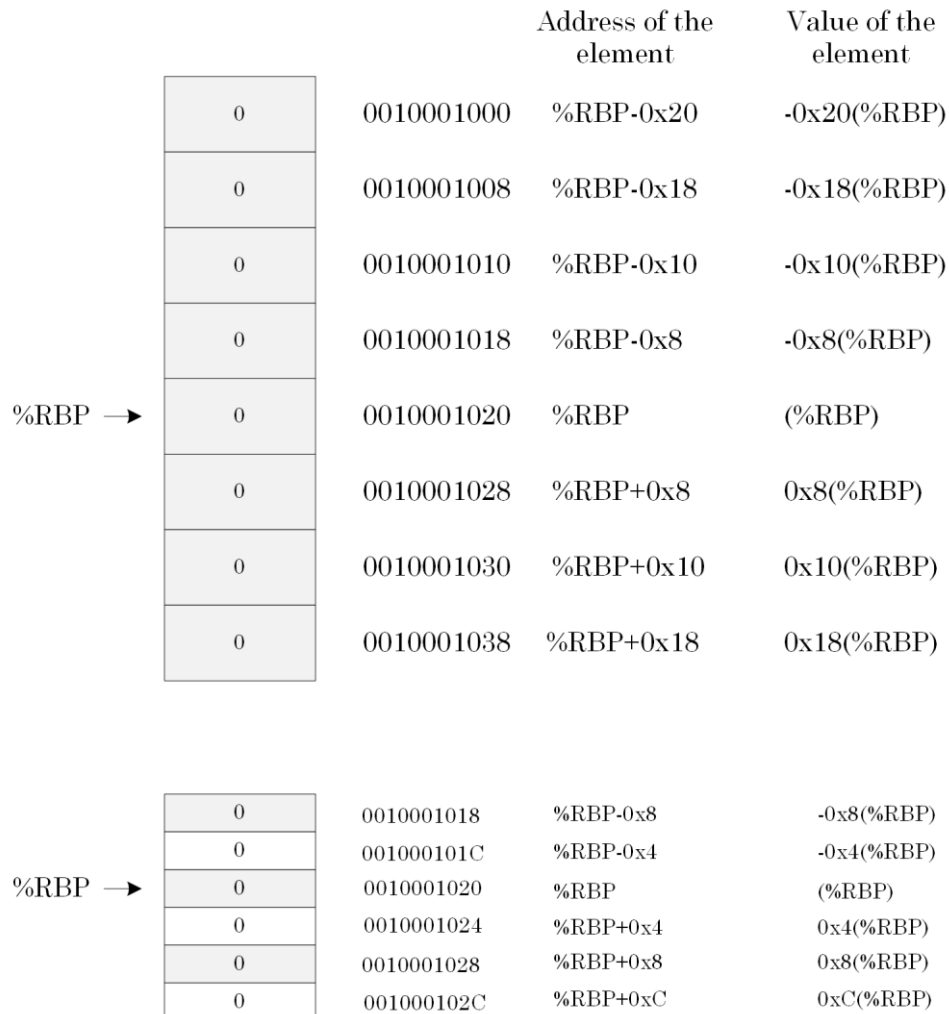 Address of the element Value of the element
0 0010001000 %RBP-0x20 -0x20(%RBP)
0 0010001008 %RBP-0x18 -0x18(%RBP)
0 0010001010 %RBP-0x10 -0x10(%RBP)
0 0010001018 %RBP-0x8 -0x8(%RBP)
%RBP 0 0010001020 %RBP (%RBP)
0 0010001028 %RBP+0x8 0x8(%RBP)
0 0010001030 %RBP+0x10 0x10(%RBP)
0 0010001038 %RBP+0x18 0x18(%RBP)
0 0010001018 %RBP-0x8 -0x8(%RBP)
0 001000101C %RBP-0x4 -0x4(%RBP)
%RBP 0 0010001020 %RBP (%RBP)
0 0010001024 %RBP+0x4 0x4(%RBP)
0 0010001028 %RBP+0x8 0x8(%RBP)
0 001000102C %RBP+0xC 0xC(%RBP)